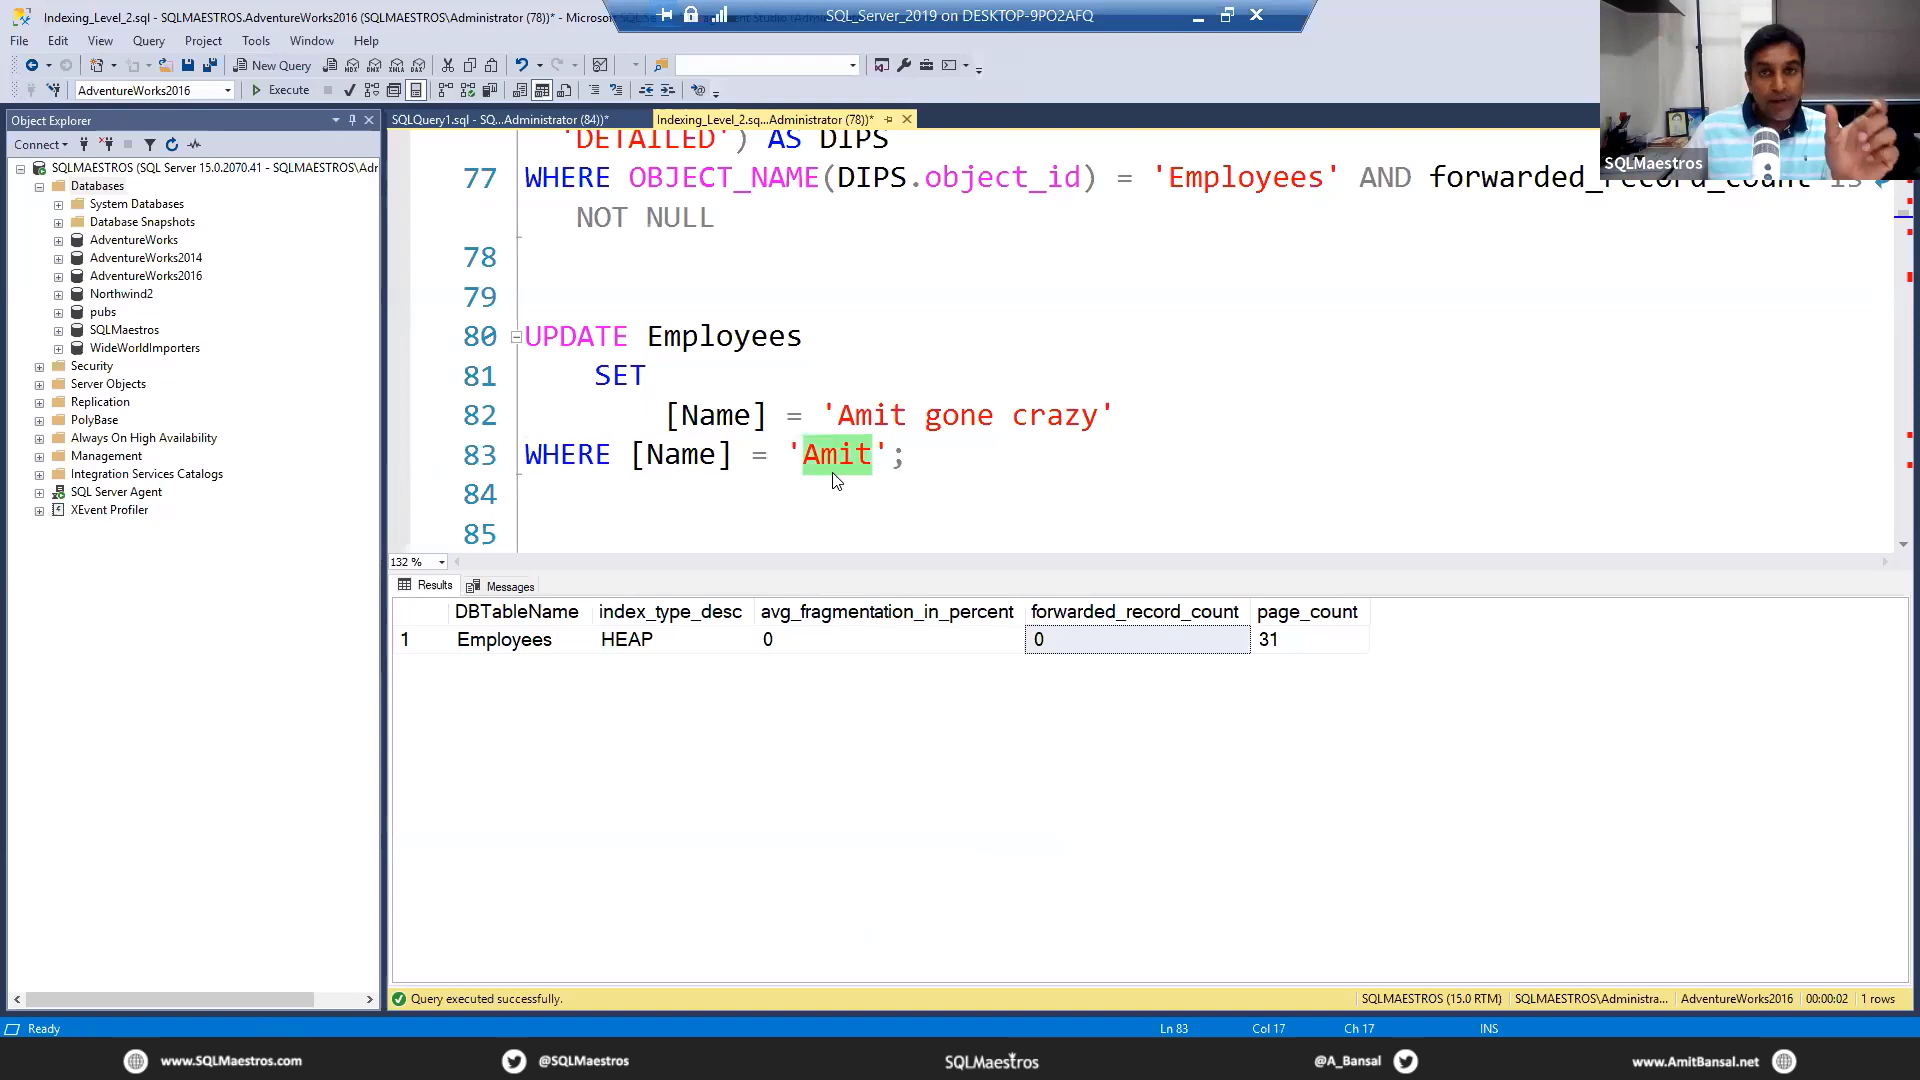 Indexing_Level_2.sql - SQLMAESTROS.AdventureWorks2016 (SQLMAESTROS\Administrator (78))* - Microsof
SQL_Server_2019 on DESKTOP-9PO2AFQ
File Edit View Query Project Tools Window Help
New Query
AdventureWorks2016 Execute
Object Explorer
SQLQuery1.sql - SQ...Administrator (84))*
Indexing_Level_2.sq...Administrator (78))*
Connect
SQLMAESTROS (SQL Server 15.0.2070.41 - SQLMAESTROS\Adr
Databases
System Databases
Database Snapshots
AdventureWorks
AdventureWorks2014
AdventureWorks2016
Northwind2
pubs
SQLMaestros
WideWorldImporters
Security
Server Objects
Replication
PolyBase
Always On High Availability
Management
Integration Services Catalogs
SQL Server Agent
XEvent Profiler
'DETAILED') AS DIPS
77 WHERE OBJECT_NAME(DIPS.object_id) = 'Employees' AND forwarded_record_count is
NOT NULL
78
79
80 UPDATE Employees
81 SET
82 [Name] = 'Amit gone crazy'
83 WHERE [Name] = 'Amit';
84
85
SQLMaestros
132 %
Results Messages
DBTableName index_type_desc avg_fragmentation_in_percent forwarded_record_count page_count
1 Employees HEAP 0 0 31
Query executed successfully. SQLMAESTROS (15.0 RTM) SQLMAESTROS\Administra... AdventureWorks2016 00:00:02 1 rows
Ready Ln 83 Col 17 Ch 17 INS
www.SQLMaestros.com @SQLMaestros SQLMaestros @A_Bansal www.AmitBansal.net